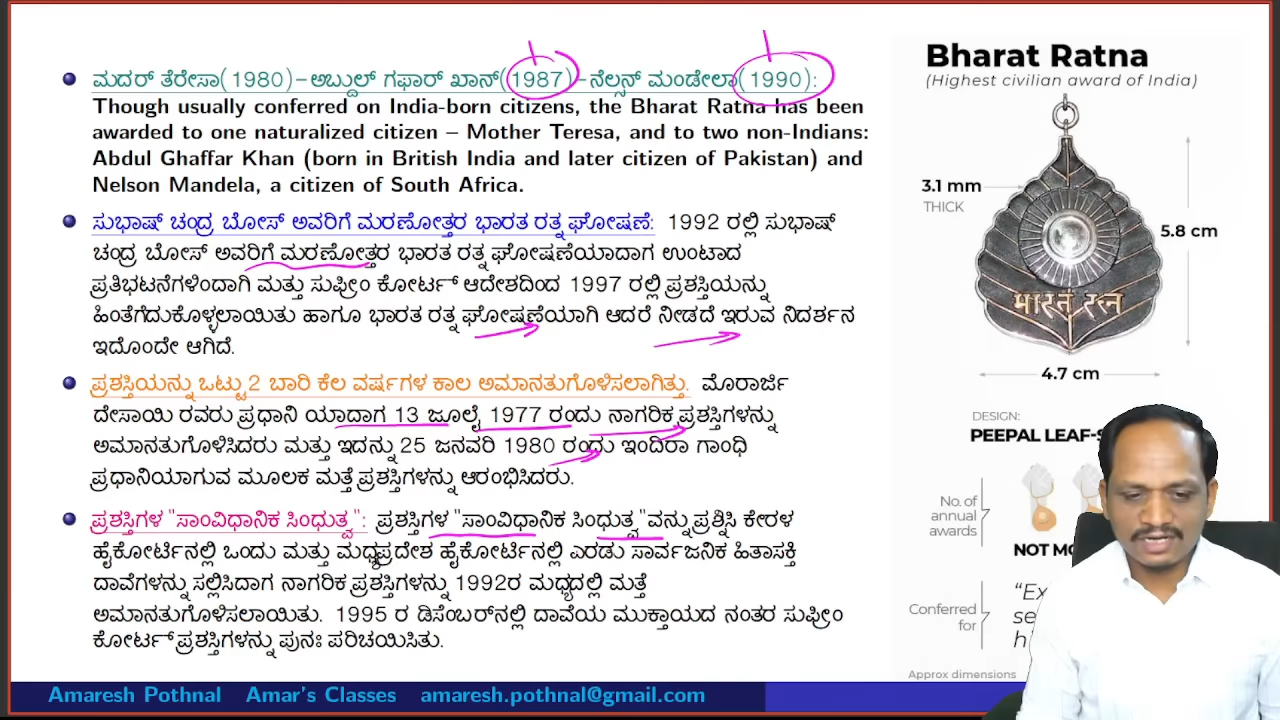 ಮದರ್ ತೆರೇಸಾ(1980)–ಅಬ್ದುಲ್ ಗಫಾರ್ ಖಾನ್(1987)–ನೆಲ್ಸನ್ ಮಂಡೇಲಾ(1990):
Though usually conferred on India-born citizens, the Bharat Ratna has been
awarded to one naturalized citizen – Mother Teresa, and to two non-Indians:
Abdul Ghaffar Khan (born in British India and later citizen of Pakistan) and
Nelson Mandela, a citizen of South Africa.
ಸುಭಾಷ್ ಚಂದ್ರ ಬೋಸ್ ಅವರಿಗೆ ಮರಣೋತ್ತರ ಭಾರತ ರತ್ನ ಘೋಷಣೆ: 1992 ರಲ್ಲಿ ಸುಭಾಷ್
ಚಂದ್ರ ಬೋಸ್ ಅವರಿಗೆ ಮರಣೋತ್ತರ ಭಾರತ ರತ್ನ ಘೋಷಣೆಯಾದಾಗ ಉಂಟಾದ
ಪ್ರತಿಭಟನೆಗಳಿಂದಾಗಿ ಮತ್ತು ಸುಪ್ರೀಂ ಕೋರ್ಟ್ ಆದೇಶದಿಂದ 1997 ರಲ್ಲಿ ಪ್ರಶಸ್ತಿಯನ್ನು
ಹಿಂತೆಗೆದುಕೊಳ್ಳಲಾಯಿತು ಹಾಗೂ ಭಾರತ ರತ್ನ ಘೋಷಣೆಯಾಗಿ ಆದರೆ ನೀಡದೆ ಇರುವ ನಿದರ್ಶನ
ಇದೊಂದೇ ಆಗಿದೆ.
ಪ್ರಶಸ್ತಿಯನ್ನು ಒಟ್ಟು 2 ಬಾರಿ ಕೆಲ ವರ್ಷಗಳ ಕಾಲ ಅಮಾನತುಗೊಳಿಸಲಾಗಿತ್ತು. ಮೊರಾರ್ಜಿ
ದೇಸಾಯಿ ರವರು ಪ್ರಧಾನಿ ಯಾದಾಗ 13 ಜೂಲೈ 1977 ರಂದು ನಾಗರಿಕ ಪ್ರಶಸ್ತಿಗಳನ್ನು
ಅಮಾನತುಗೊಳಿಸಿದರು ಮತ್ತು ಇದನ್ನು 25 ಜನವರಿ 1980 ರಂದು ಇಂದಿರಾ ಗಾಂಧಿ
ಪ್ರಧಾನಿಯಾಗುವ ಮೂಲಕ ಮತ್ತೆ ಪ್ರಶಸ್ತಿಗಳನ್ನು ಆರಂಭಿಸಿದರು.
ಪ್ರಶಸ್ತಿಗಳ "ಸಾಂವಿಧಾನಿಕ ಸಿಂಧುತ್ವ": ಪ್ರಶಸ್ತಿಗಳ "ಸಾಂವಿಧಾನಿಕ ಸಿಂಧುತ್ವ"ವನ್ನು ಪ್ರಶ್ನಿಸಿ ಕೇರಳ
ಹೈಕೋರ್ಟಿನಲ್ಲಿ ಒಂದು ಮತ್ತು ಮಧ್ಯಪ್ರದೇಶ ಹೈಕೋರ್ಟಿನಲ್ಲಿ ಎರಡು ಸಾರ್ವಜನಿಕ ಹಿತಾಸಕ್ತಿ
ದಾವೆಗಳನ್ನು ಸಲ್ಲಿಸಿದಾಗ ನಾಗರಿಕ ಪ್ರಶಸ್ತಿಗಳನ್ನು 1992ರ ಮಧ್ಯದಲ್ಲಿ ಮತ್ತೆ
ಅಮಾನತುಗೊಳಿಸಲಾಯಿತು. 1995 ರ ಡಿಸೆಂಬರ್‌ನಲ್ಲಿ ದಾವೆಯ ಮುಕ್ತಾಯದ ನಂತರ ಸುಪ್ರೀಂ
ಕೋರ್ಟ್ ಪ್ರಶಸ್ತಿಗಳನ್ನು ಪುನಃ ಪರಿಚಯಿಸಿತು.
Bharat Ratna
(Highest civilian award of India)
3.1 mm
THICK
5.8 cm
भारत रत्न
4.7 cm
DESIGN:
PEEPAL LEAF-S
No. of
annual
awards
NOT MO
Conferred
for
"Ex
se
h
Approx dimensions
Amaresh Pothnal Amar's Classes amaresh.pothnal@gmail.com